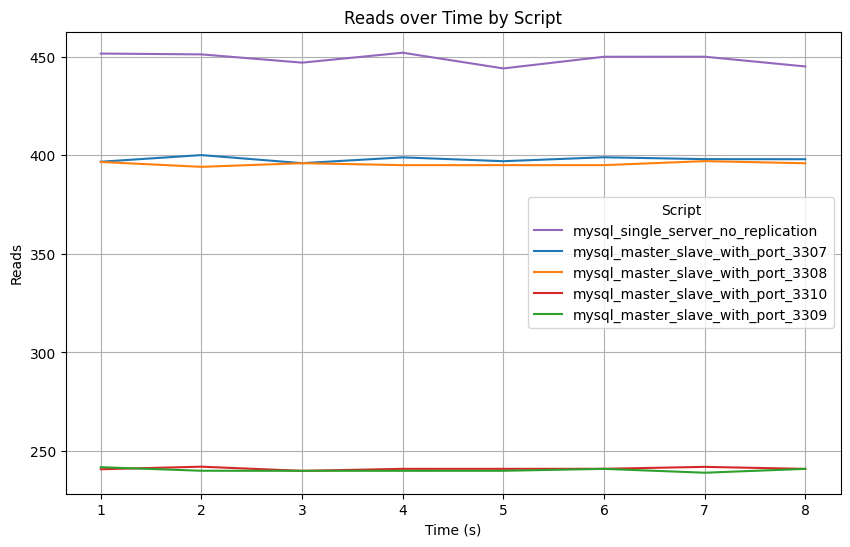 Reads over Time by Script
450
400
350
300
250
Reads
Script
mysql_single_server_no_replication
mysql_master_slave_with_port_3307
mysql_master_slave_with_port_3308
mysql_master_slave_with_port_3310
mysql_master_slave_with_port_3309
1 2 3 4 5 6 7 8
Time (s)